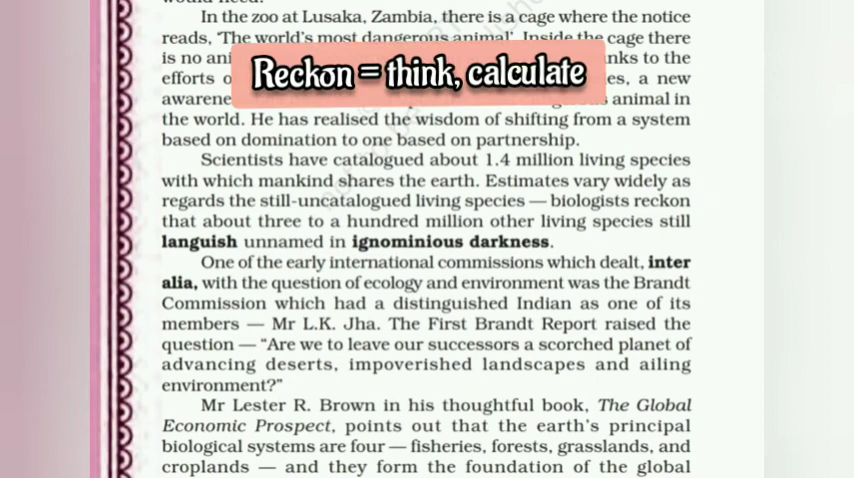 In the zoo at Lusaka, Zambia, there is a cage where the notice
reads, 'The world's most dangerous animal'. Inside the cage there
is no ani nks to the
efforts o es, a new
awarene animal in
the world. He has realised the wisdom of shifting from a system
based on domination to one based on partnership.
Scientists have catalogued about 1.4 million living species
with which mankind shares the earth. Estimates vary widely as
regards the still-uncatalogued living species — biologists reckon
that about three to a hundred million other living species still
languish unnamed in ignominious darkness.
One of the early international commissions which dealt, inter
alia, with the question of ecology and environment was the Brandt
Commission which had a distinguished Indian as one of its
members — Mr L.K. Jha. The First Brandt Report raised the
question — “Are we to leave our successors a scorched planet of
advancing deserts, impoverished landscapes and ailing
environment?”
Mr Lester R. Brown in his thoughtful book, The Global
Economic Prospect, points out that the earth's principal
biological systems are four — fisheries, forests, grasslands, and
croplands — and they form the foundation of the global
Reckon = think, calculate